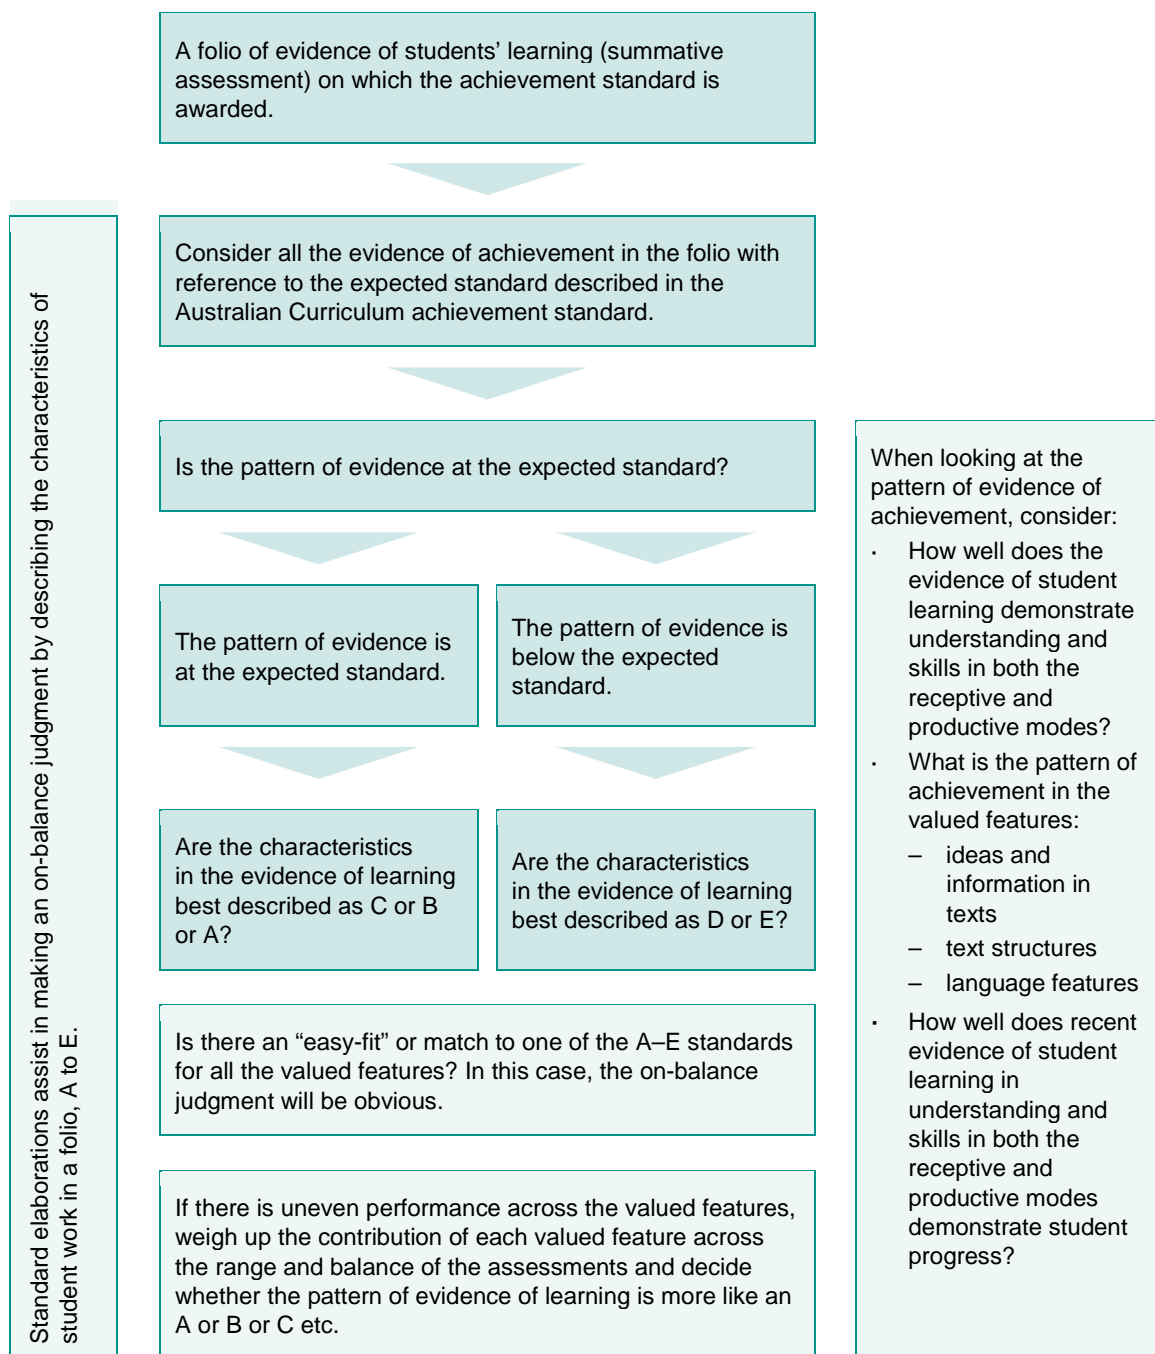 A folio of evidence of students’ learning (summative
assessment) on which the achievement standard is
awarded.
Standard elaborations assist in making an on-balance judgment by describing the characteristics of
student work in a folio, A to E.
Consider all the evidence of achievement in the folio with
reference to the expected standard described in the
Australian Curriculum achievement standard.
Is the pattern of evidence at the expected standard?
The pattern of evidence is
at the expected standard.
The pattern of evidence is
below the expected
standard.
Are the characteristics
in the evidence of learning
best described as C or B
or A?
Are the characteristics
in the evidence of learning
best described as D or E?
Is there an “easy-fit” or match to one of the A–E standards
for all the valued features? In this case, the on-balance
judgment will be obvious.
If there is uneven performance across the valued features,
weigh up the contribution of each valued feature across
the range and balance of the assessments and decide
whether the pattern of evidence of learning is more like an
A or B or C etc.
When looking at the
pattern of evidence of
achievement, consider:
· How well does the
evidence of student
learning demonstrate
understanding and
skills in both the
receptive and
productive modes?
· What is the pattern of
achievement in the
valued features:
– ideas and
information in
texts
– text structures
– language features
· How well does recent
evidence of student
learning in
understanding and
skills in both the
receptive and
productive modes
demonstrate student
progress?